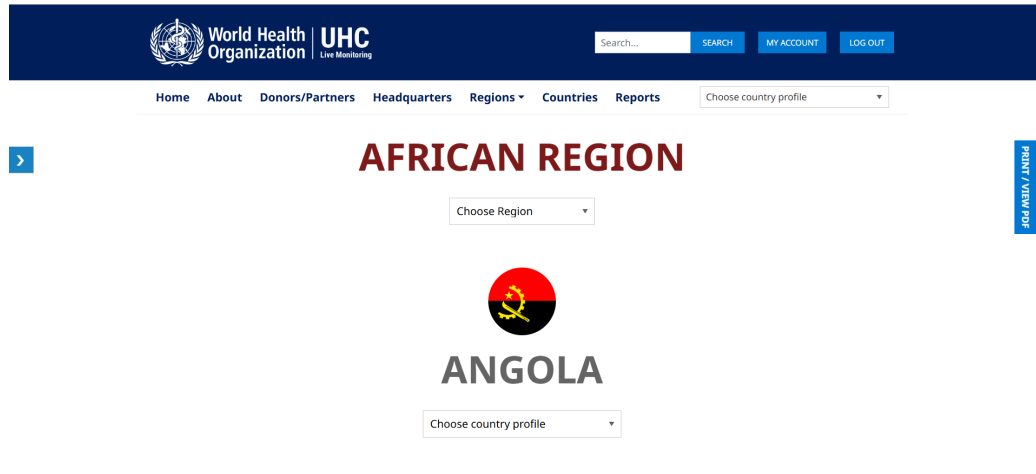 World Health Organization
UHC
Live Monitoring
Search...
SEARCH
MY ACCOUNT
LOG OUT
Home About Donors/Partners Headquarters Regions Countries Reports
Choose country profile
AFRICAN REGION
PRINT / VIEW PDF
Choose Region
ANGOLA
Choose country profile